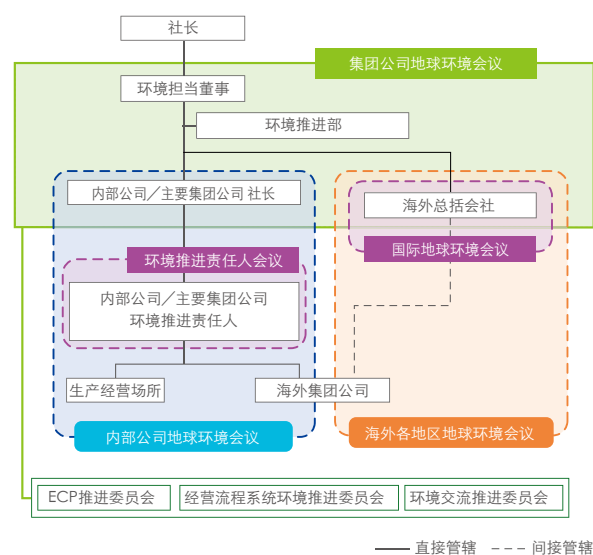 社长
集团公司地球环境会议
环境担当董事
环境推进部
内部公司／主要集团公司 社长
海外总括会社
环境推进责任人会议
国际地球环境会议
内部公司／主要集团公司
环境推进责任人
生产经营场所
海外集团公司
内部公司地球环境会议
海外各地区地球环境会议
ECP推进委员会
经营流程系统环境推进委员会
环境交流推进委员会
直接管辖
间接管辖